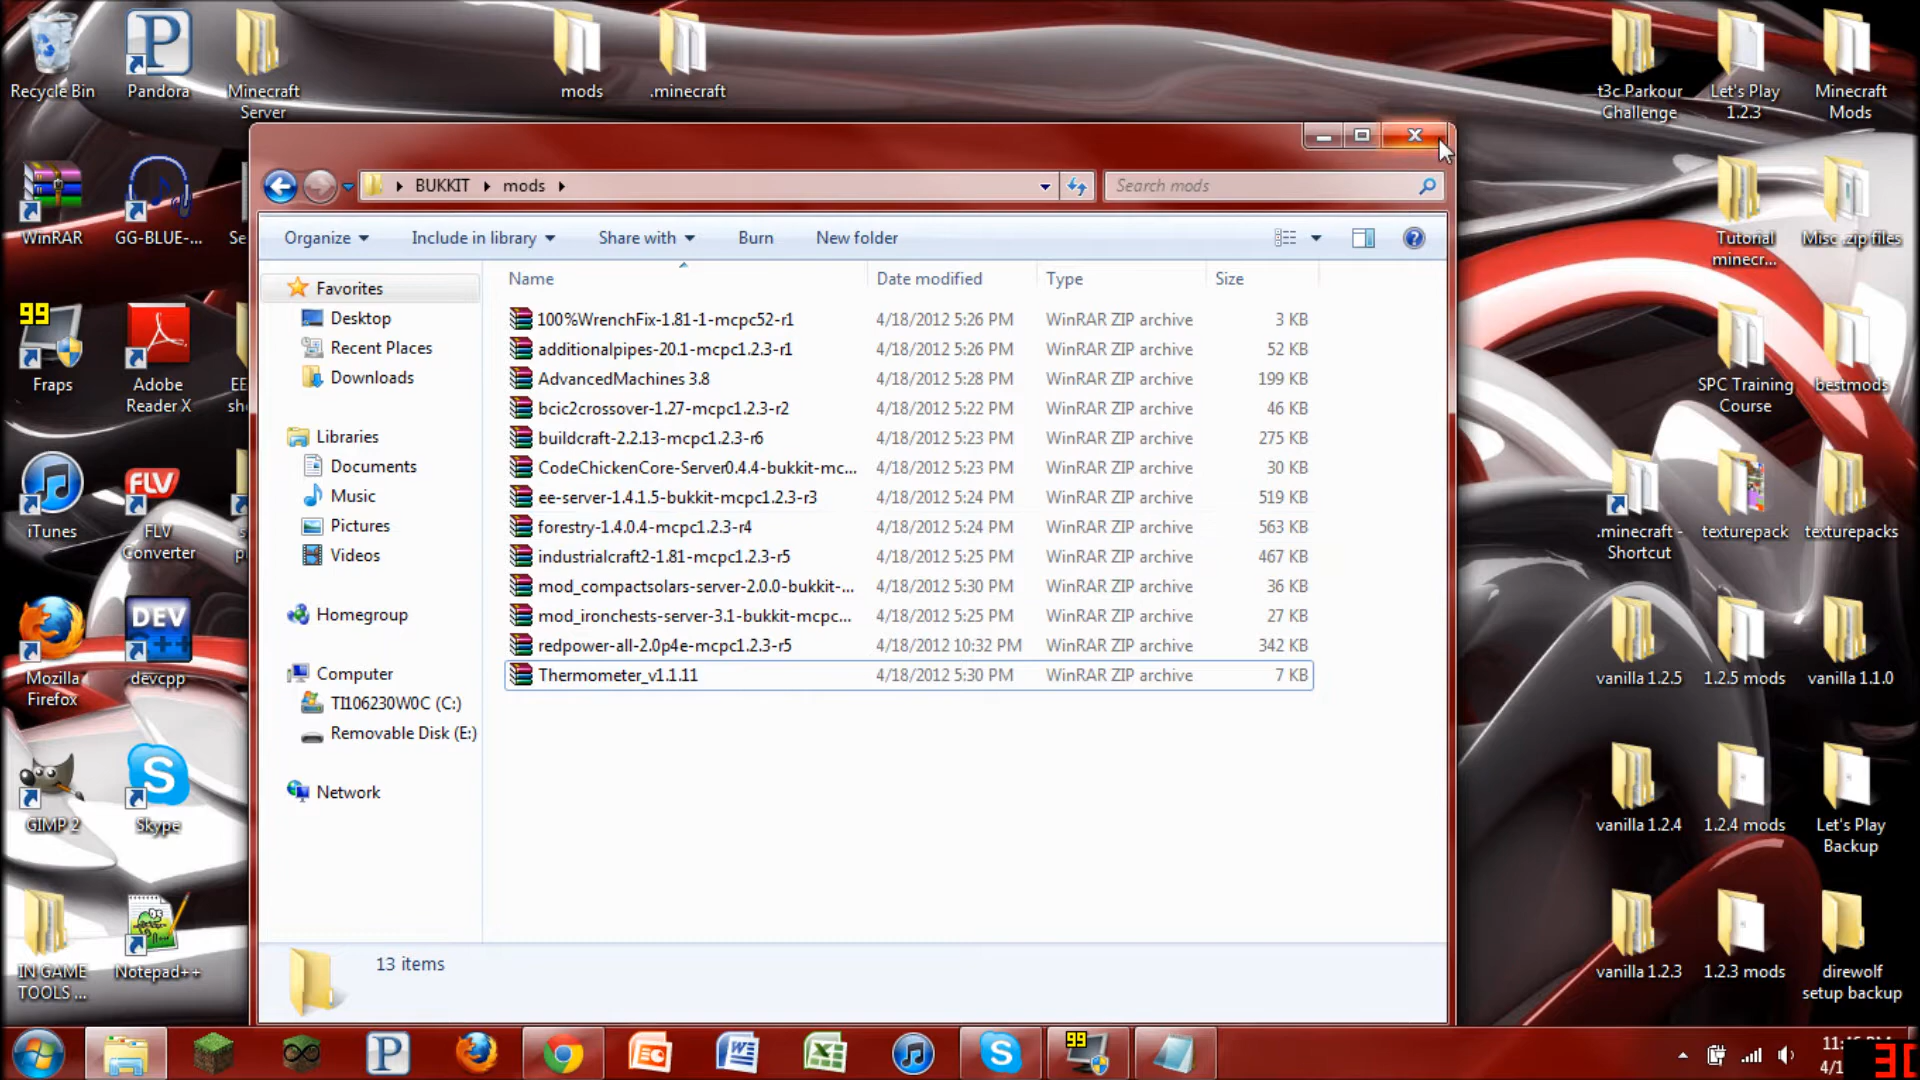 Recycle Bin
Pandora
Minecraft
Server
mods
.minecraft
t3c Parkour
Challenge
Let's Play
1.2.3
Minecraft
Mods
BUKKIT
mods
Search mods
WinRAR
GG-BLUE-...
Se
Organize
Include in library
Share with
Burn
New folder
Tutorial
minecr...
Misc .zip files
Name
Date modified
Type
Size
Favorites
Desktop
Recent Places
Downloads
Libraries
Documents
Music
Pictures
Videos
Homegroup
Computer
TI106230W0C (C:)
Removable Disk (E:)
Network
100%WrenchFix-1.81-1-mcpc52-r1 4/18/2012 5:26 PM WinRAR ZIP archive 3 KB
additionalpipes-20.1-mcpc1.2.3-r1 4/18/2012 5:26 PM WinRAR ZIP archive 52 KB
AdvancedMachines 3.8 4/18/2012 5:28 PM WinRAR ZIP archive 199 KB
bcic2crossover-1.27-mcpc1.2.3-r2 4/18/2012 5:22 PM WinRAR ZIP archive 46 KB
buildcraft-2.2.13-mcpc1.2.3-r6 4/18/2012 5:23 PM WinRAR ZIP archive 275 KB
CodeChickenCore-Server0.4.4-bukkit-mc... 4/18/2012 5:23 PM WinRAR ZIP archive 30 KB
ee-server-1.4.1.5-bukkit-mcpc1.2.3-r3 4/18/2012 5:24 PM WinRAR ZIP archive 519 KB
forestry-1.4.0.4-mcpc1.2.3-r4 4/18/2012 5:24 PM WinRAR ZIP archive 563 KB
industrialcraft2-1.81-mcpc1.2.3-r5 4/18/2012 5:25 PM WinRAR ZIP archive 467 KB
mod_compactsolars-server-2.0.0-bukkit-... 4/18/2012 5:30 PM WinRAR ZIP archive 36 KB
mod_ironchests-server-3.1-bukkit-mcpc... 4/18/2012 5:25 PM WinRAR ZIP archive 27 KB
redpower-all-2.0p4e-mcpc1.2.3-r5 4/18/2012 10:32 PM WinRAR ZIP archive 342 KB
Thermometer_v1.1.11 4/18/2012 5:30 PM WinRAR ZIP archive 7 KB
13 items
99
Fraps
Adobe
Reader X
EE
sh
SPC Training
Course
bestmods
iTunes
FLV
FLV
Converter
s
p
.minecraft -
Shortcut
texturepack
texturepacks
Mozilla
Firefox
DEV
C++
devcpp
vanilla 1.2.5
1.2.5 mods
vanilla 1.1.0
GIMP 2
Skype
vanilla 1.2.4
1.2.4 mods
Let's Play
Backup
IN GAME
TOOLS ...
Notepad++
vanilla 1.2.3
1.2.3 mods
direwolf
setup backup
99
4/1
30